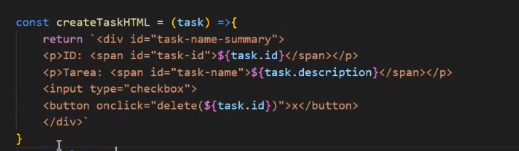 const createTaskHTML = (task) =>{
return `<div id="task-name-summary">
<p>ID: <span id="task-id">${task.id}</span></p>
<p>Tarea: <span id="task-name">${task.description}</span></p>
<input type="checkbox">
<button onclick="delete(${task.id})">x</button>
</div>`
}